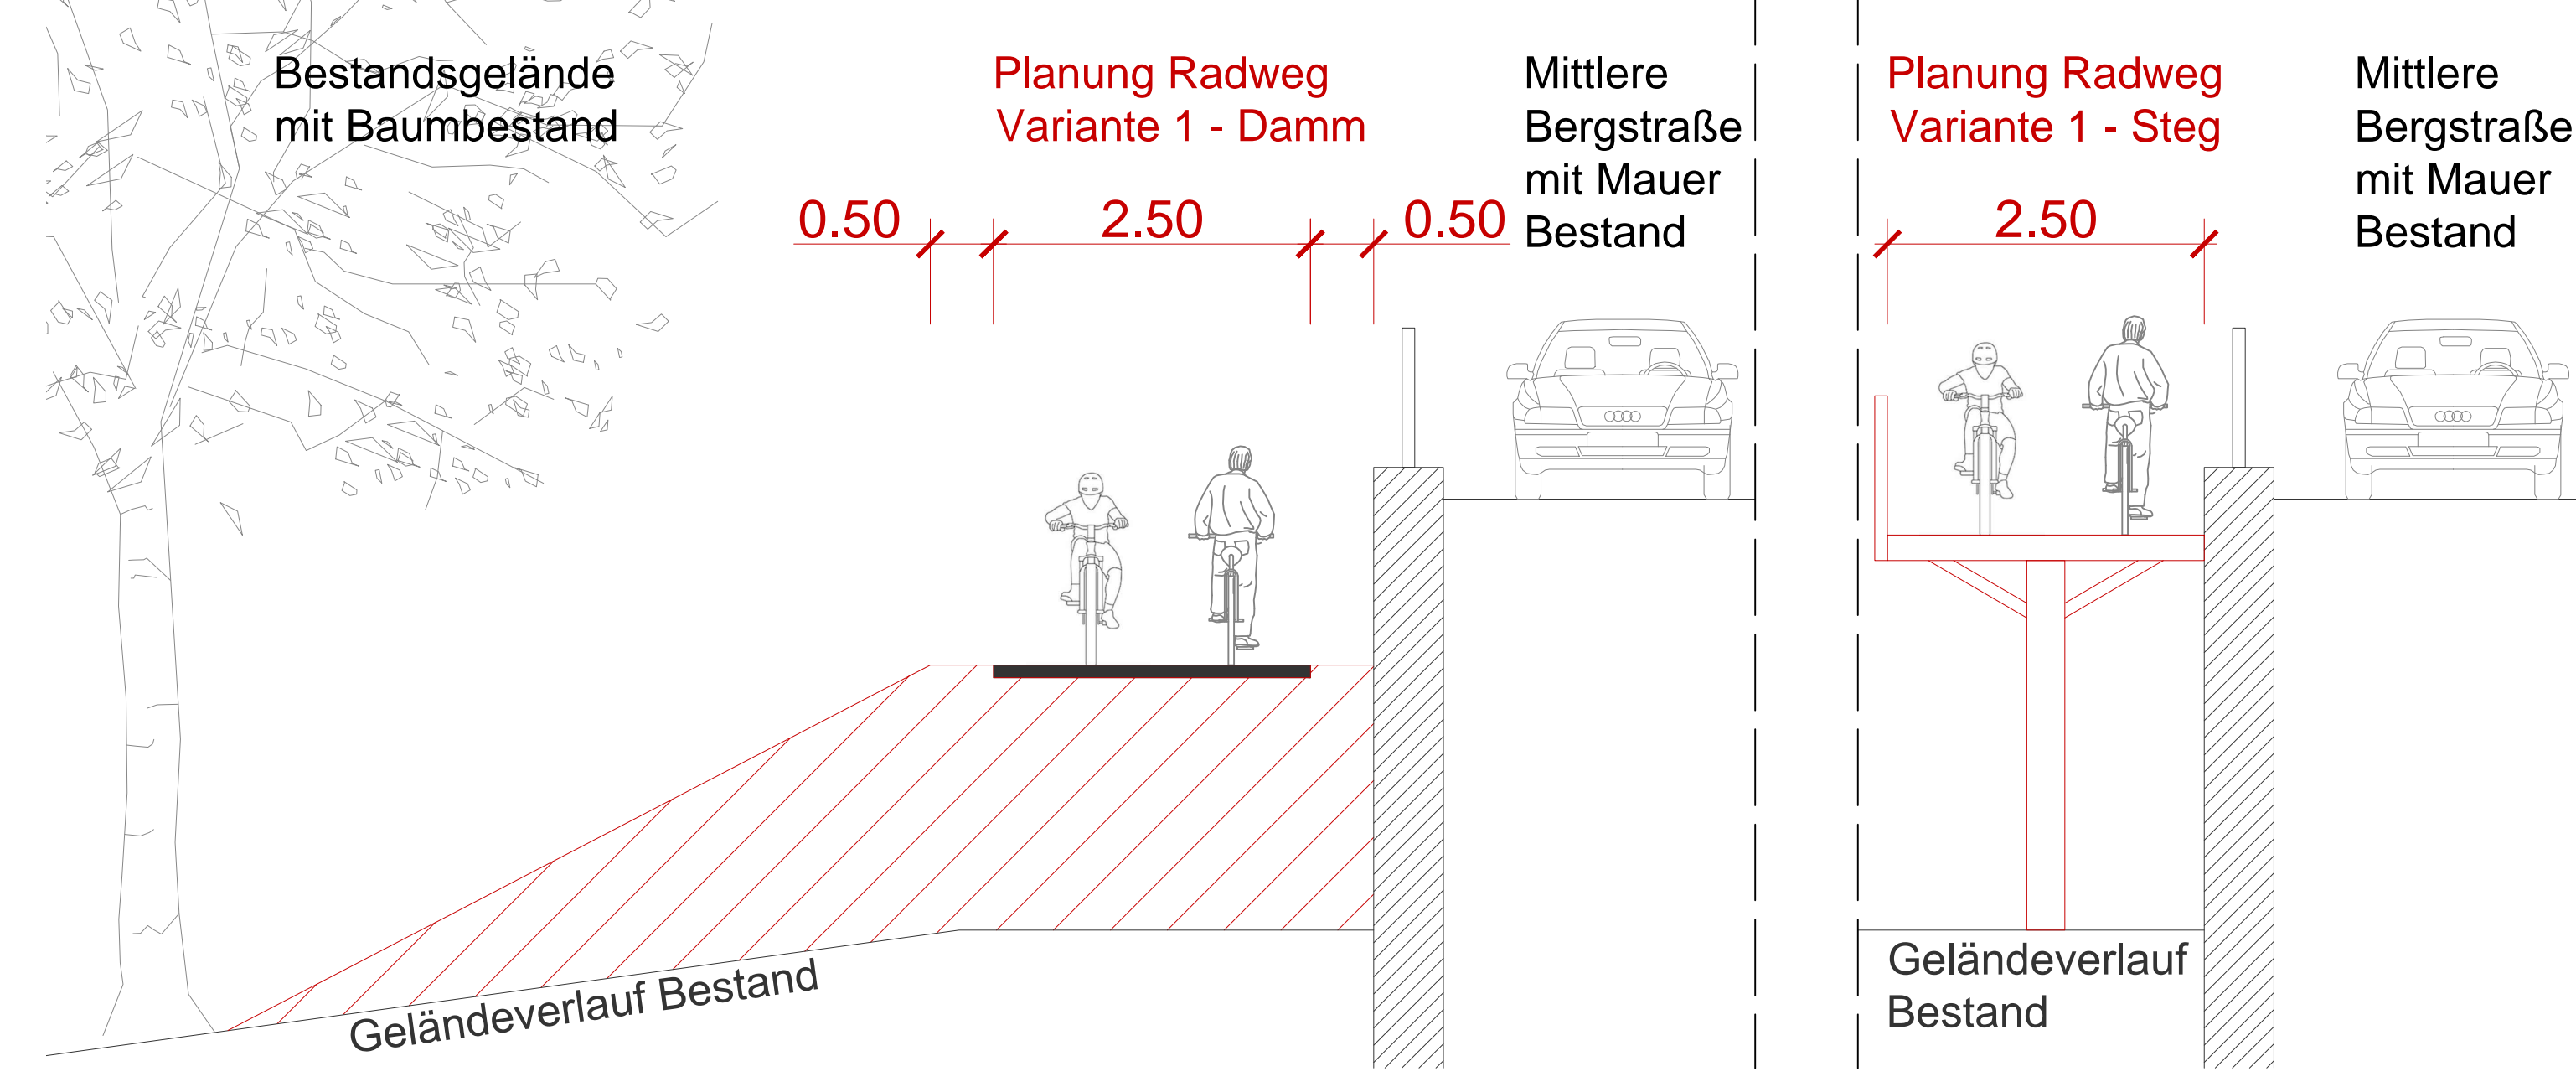 Bestandsgelände
mit Baumbestand
Planung Radweg
Variante 1 - Damm
Mittlere
Bergstraße
mit Mauer
Bestand
0.50
2.50
0.50
Geländeverlauf Bestand
Planung Radweg
Variante 1 - Steg
Mittlere
Bergstraße
mit Mauer
Bestand
2.50
Geländeverlauf
Bestand